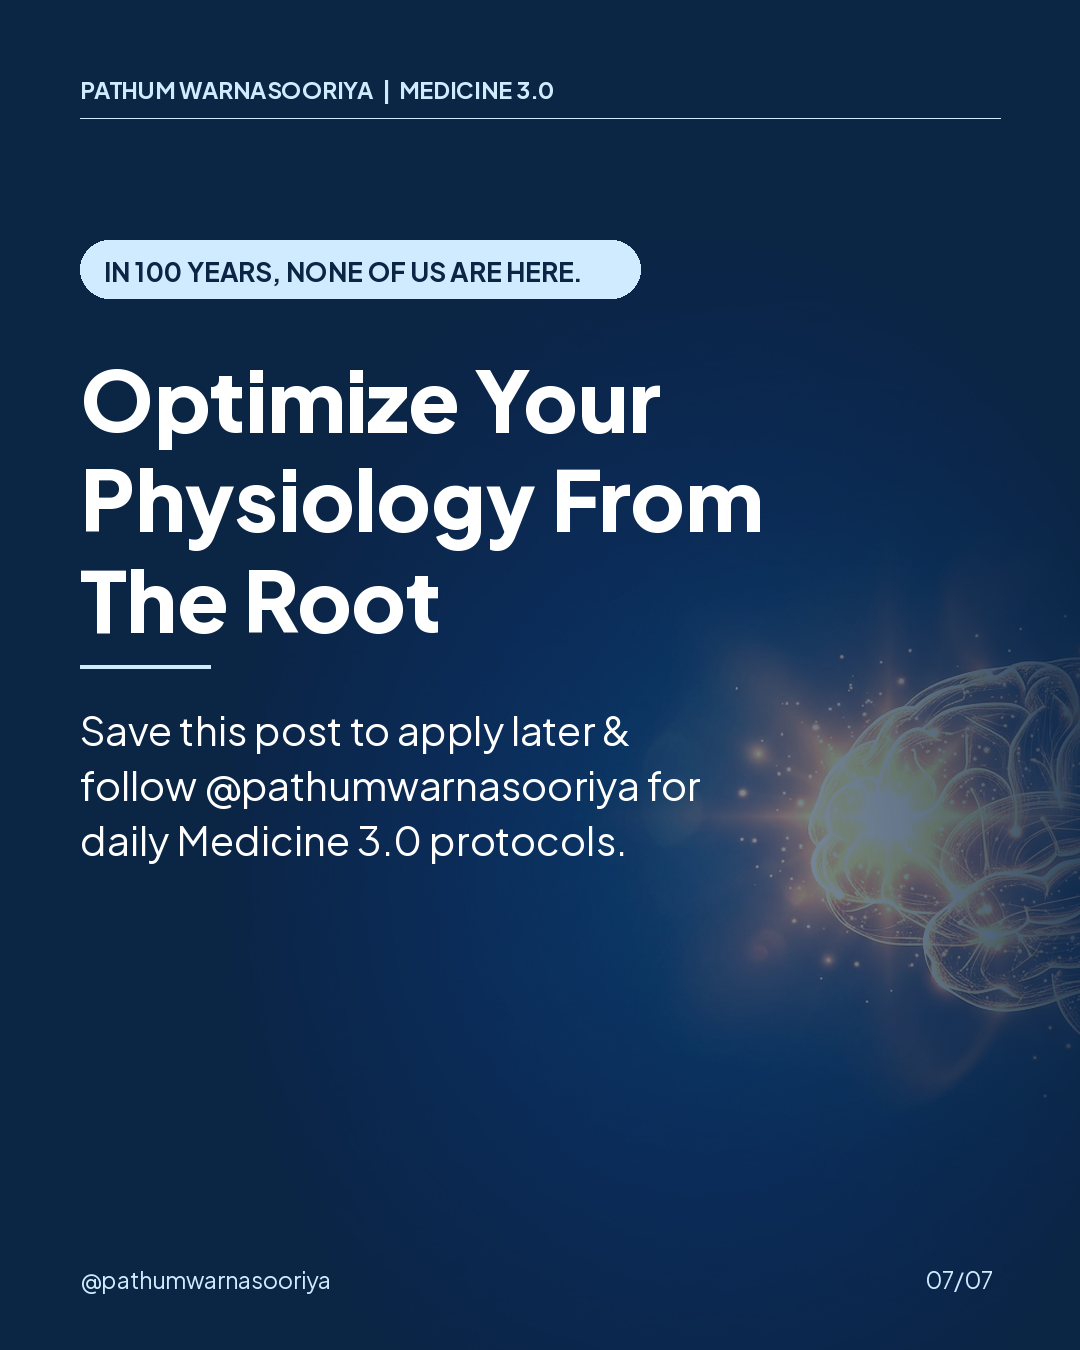 PATHUM WARNASOORIYA | MEDICINE 3.0
IN 100 YEARS, NONE OF US ARE HERE.
Optimize Your
Physiology From
The Root
Save this post to apply later &
follow @pathumwarnasooriya for
daily Medicine 3.0 protocols.
@pathumwarnasooriya
07/07